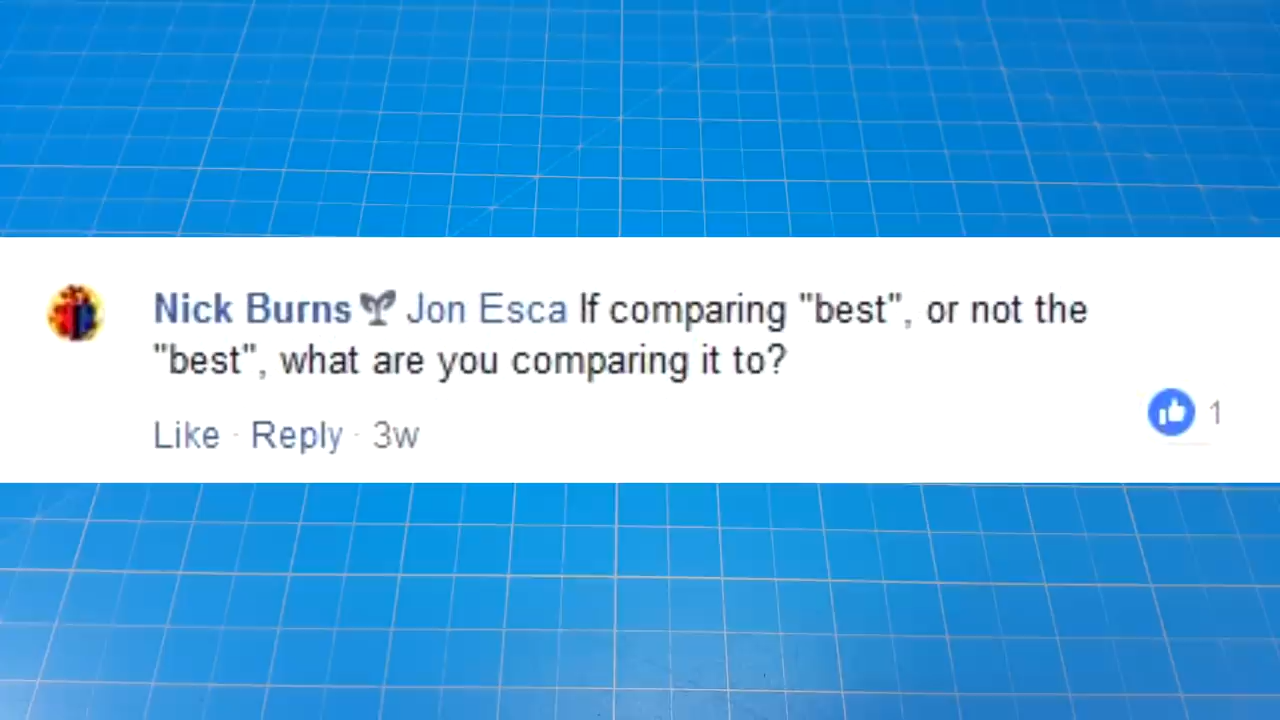 Nick Burns Jon Esca If comparing "best", or not the
"best", what are you comparing it to?
Like · Reply · 3w
1